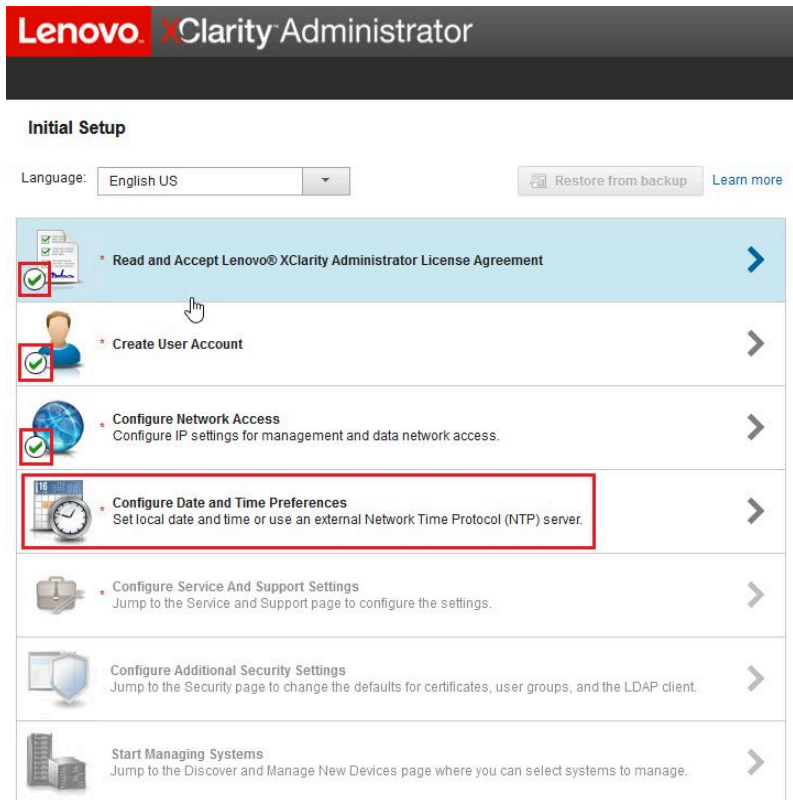 Lenovo. XClarity Administrator
Initial Setup
Language: English US Restore from backup Learn more
* Read and Accept Lenovo® XClarity Administrator License Agreement
* Create User Account
* Configure Network Access
Configure IP settings for management and data network access.
16
* Configure Date and Time Preferences
Set local date and time or use an external Network Time Protocol (NTP) server.
* Configure Service And Support Settings
Jump to the Service and Support page to configure the settings.
Configure Additional Security Settings
Jump to the Security page to change the defaults for certificates, user groups, and the LDAP client.
Start Managing Systems
Jump to the Discover and Manage New Devices page where you can select systems to manage.